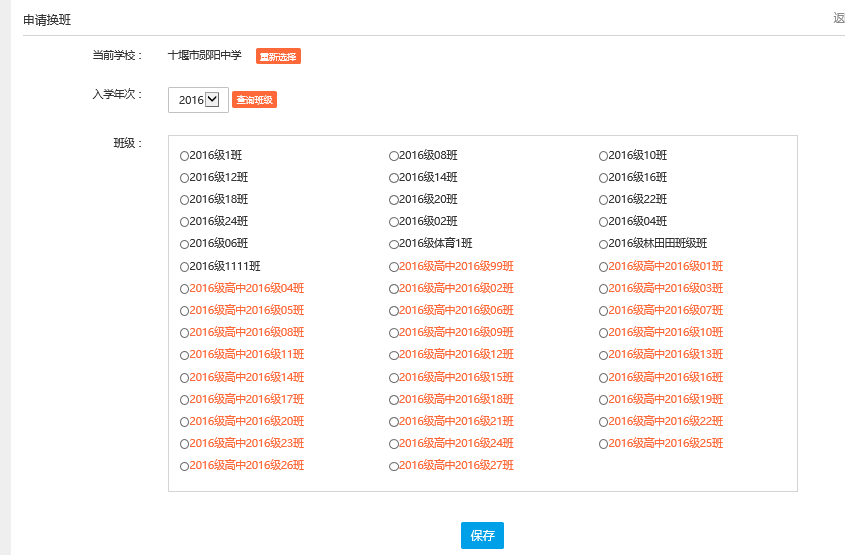 申请换班
返
当前学校： 十堰市郧阳中学 重新选择
入学年次： 2016 查询班级
班级：
2016级1班 2016级08班 2016级10班
2016级12班 2016级14班 2016级16班
2016级18班 2016级20班 2016级22班
2016级24班 2016级02班 2016级04班
2016级06班 2016级体育1班 2016级林田田班级班
2016级1111班 2016级高中2016级99班 2016级高中2016级01班
2016级高中2016级04班 2016级高中2016级02班 2016级高中2016级03班
2016级高中2016级05班 2016级高中2016级06班 2016级高中2016级07班
2016级高中2016级08班 2016级高中2016级09班 2016级高中2016级10班
2016级高中2016级11班 2016级高中2016级12班 2016级高中2016级13班
2016级高中2016级14班 2016级高中2016级15班 2016级高中2016级16班
2016级高中2016级17班 2016级高中2016级18班 2016级高中2016级19班
2016级高中2016级20班 2016级高中2016级21班 2016级高中2016级22班
2016级高中2016级23班 2016级高中2016级24班 2016级高中2016级25班
2016级高中2016级26班 2016级高中2016级27班
保存